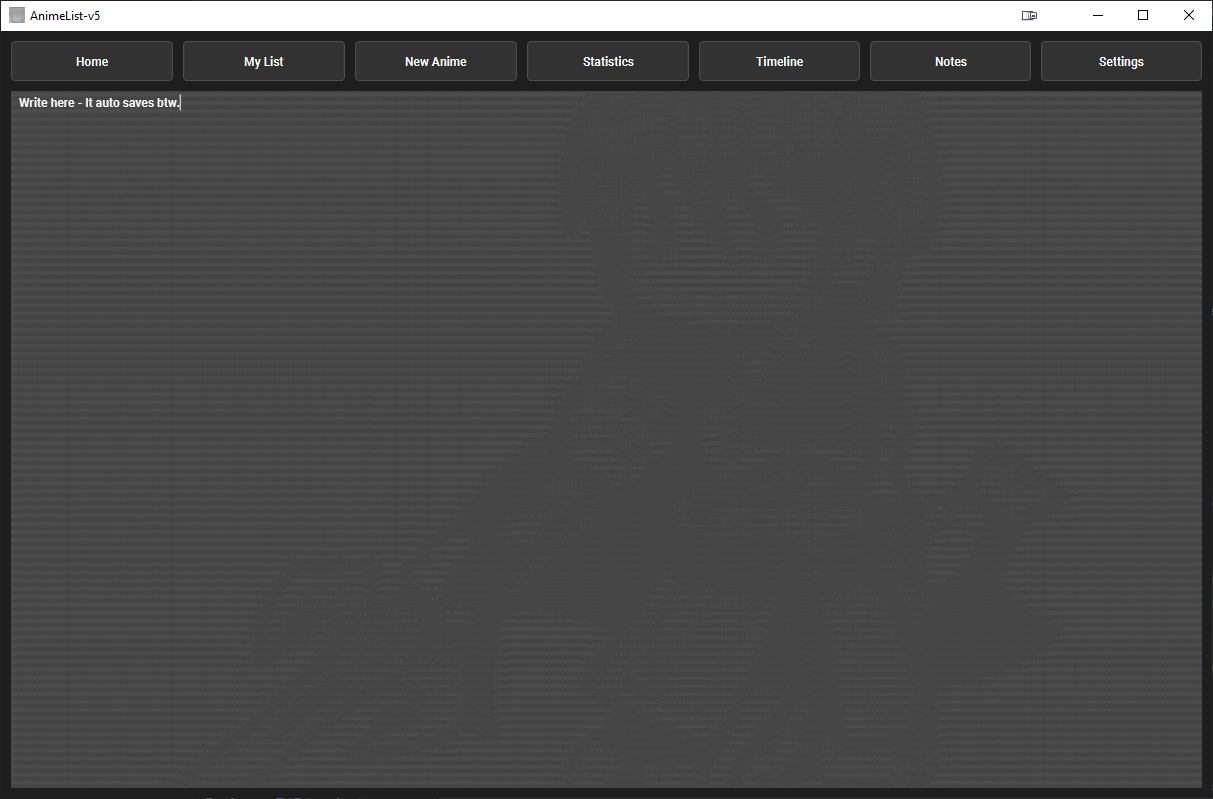 AnimeList-v5
Home My List New Anime Statistics Timeline Notes Settings
Write here - It auto saves btw.